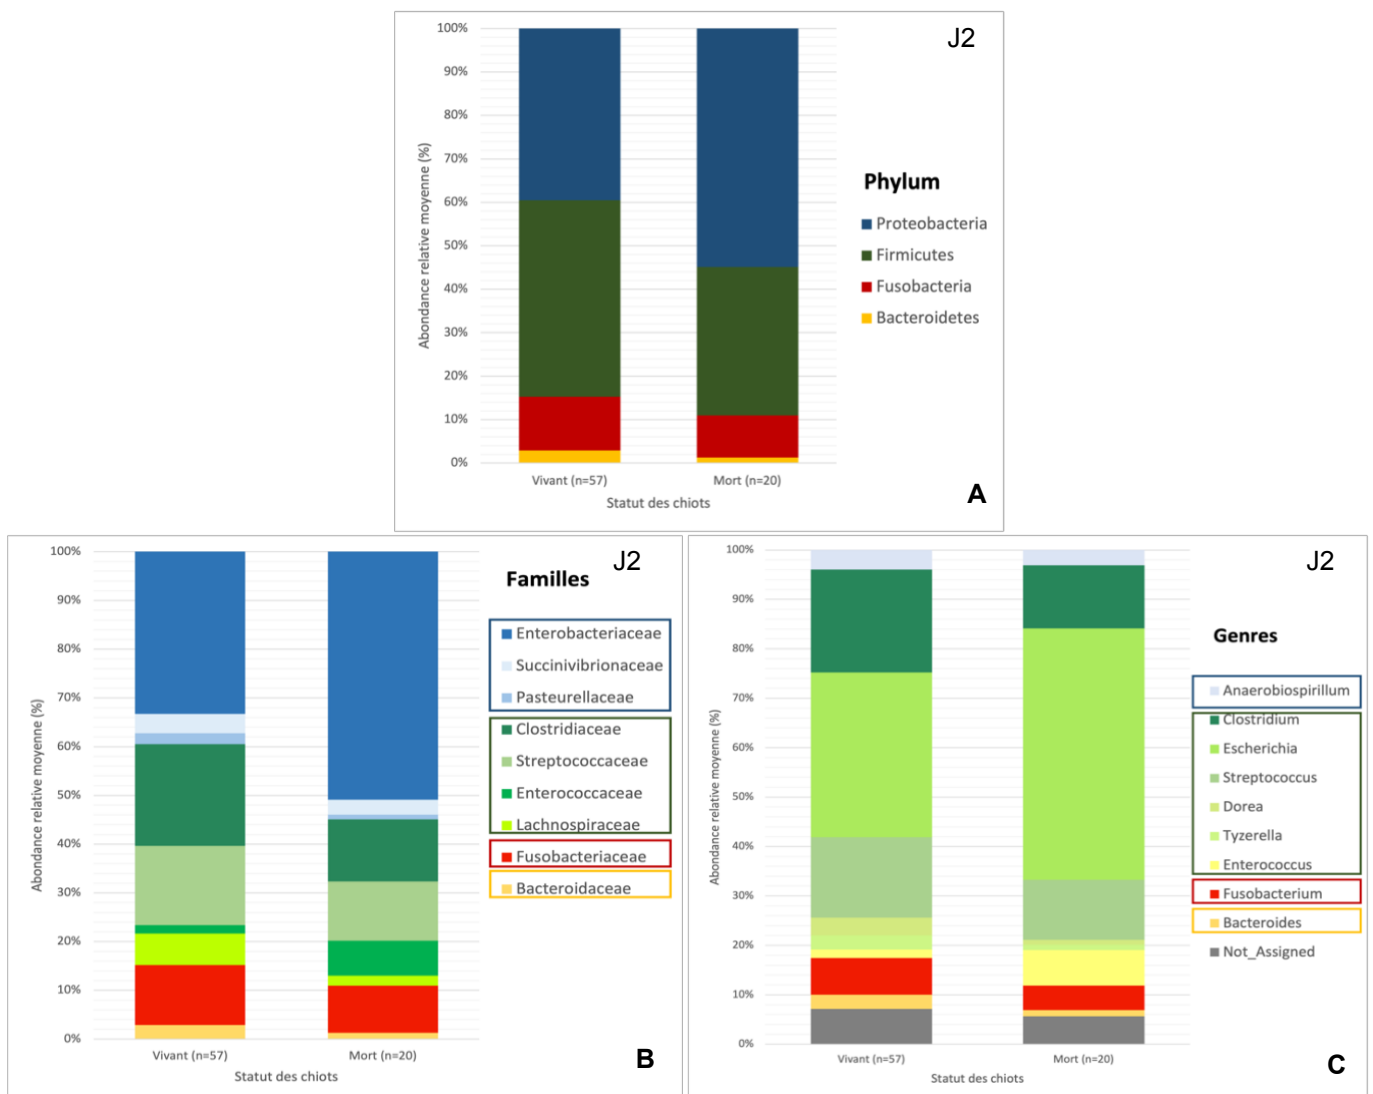 J2
100%
90%
80%
70%
60%
50%
40%
30%
20%
10%
0%
Abondance relative moyenne (%)
Vivant (n=57)
Mort (n=20)
Statut des chiots
Phylum
Proteobacteria
Firmicutes
Fusobacteria
Bacteroidetes
A
J2
100%
90%
80%
70%
60%
50%
40%
30%
20%
10%
0%
Abondance relative moyenne (%)
Vivant (n=57)
Mort (n=20)
Statut des chiots
Familles
Enterobacteriaceae
Succinivibrionaceae
Pasteurellaceae
Clostridiaceae
Streptococcaceae
Enterococcaceae
Lachnospiraceae
Fusobacteriaceae
Bacteroidaceae
B
J2
100%
90%
80%
70%
60%
50%
40%
30%
20%
10%
0%
Abondance relative moyenne (%)
Vivant (n=57)
Mort (n=20)
Statut des chiots
Genres
Anaerobiospirillum
Clostridium
Escherichia
Streptococcus
Dorea
Tyzerella
Enterococcus
Fusobacterium
Bacteroides
Not_Assigned
C